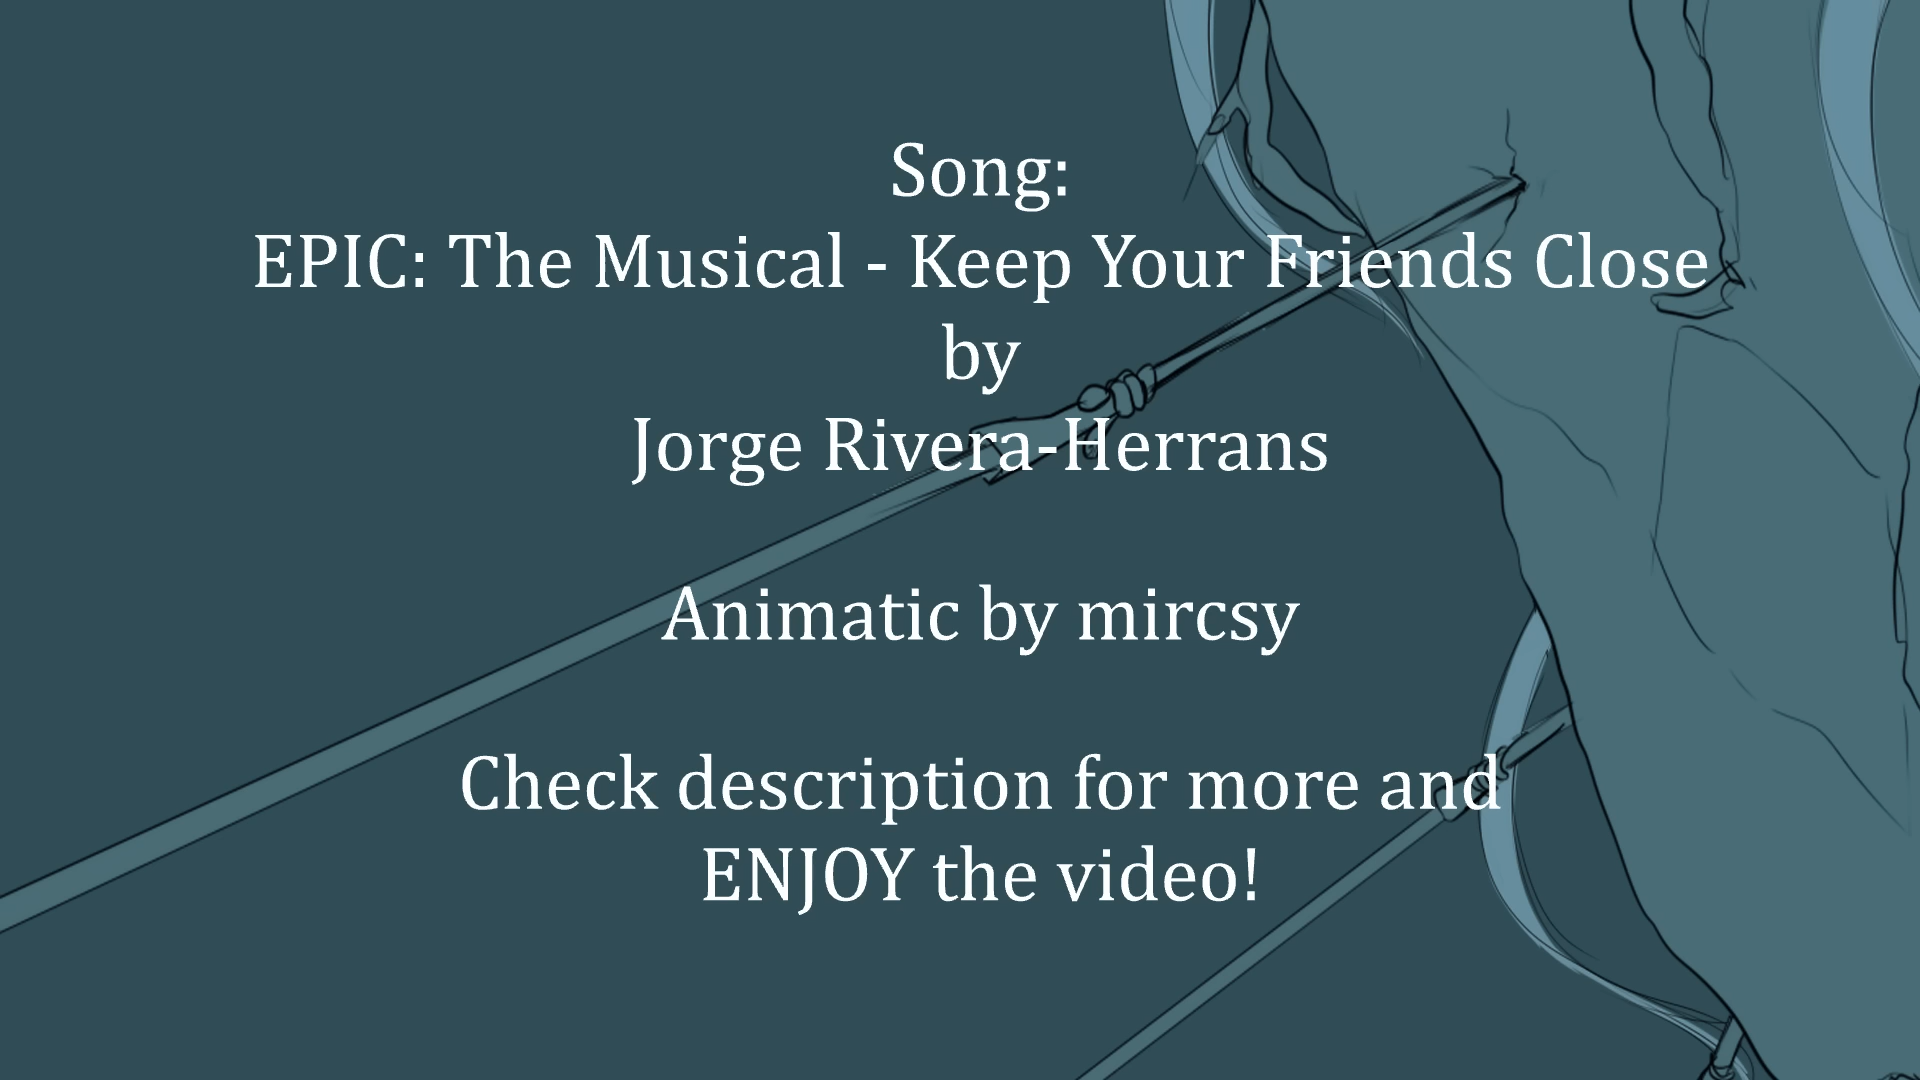 Song:
EPIC: The Musical - Keep Your Friends Close
by
Jorge Rivera-Herrans
Animatic by mircsy
Check description for more and
ENJOY the video!